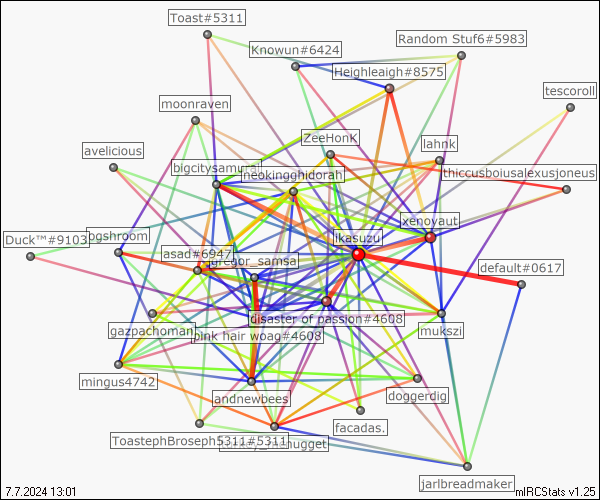 Toast#5311
Knowun#6424
Random Stuf6#5983
Heighleaigh#8575
tescoroll
moonraven
ZeeHonK
lahnk
avelicious
bigcitysamurai
neokingghidorah
thiccusboiusalexusjoneus
xenovaut
Duck™#9103
ogshroom
ikasuzu
asad#6947
gregor_samsa
default#0617
gazpachoman
disaster of passion#4608
mukszi
pink hair woag#4608
mingus4742
andnewbees
doggerdig
facadas.
ToastephBroseph5311#5311
nugget
jarlbreadmaker
7.7.2024 13:01
mIRCStats v1.25